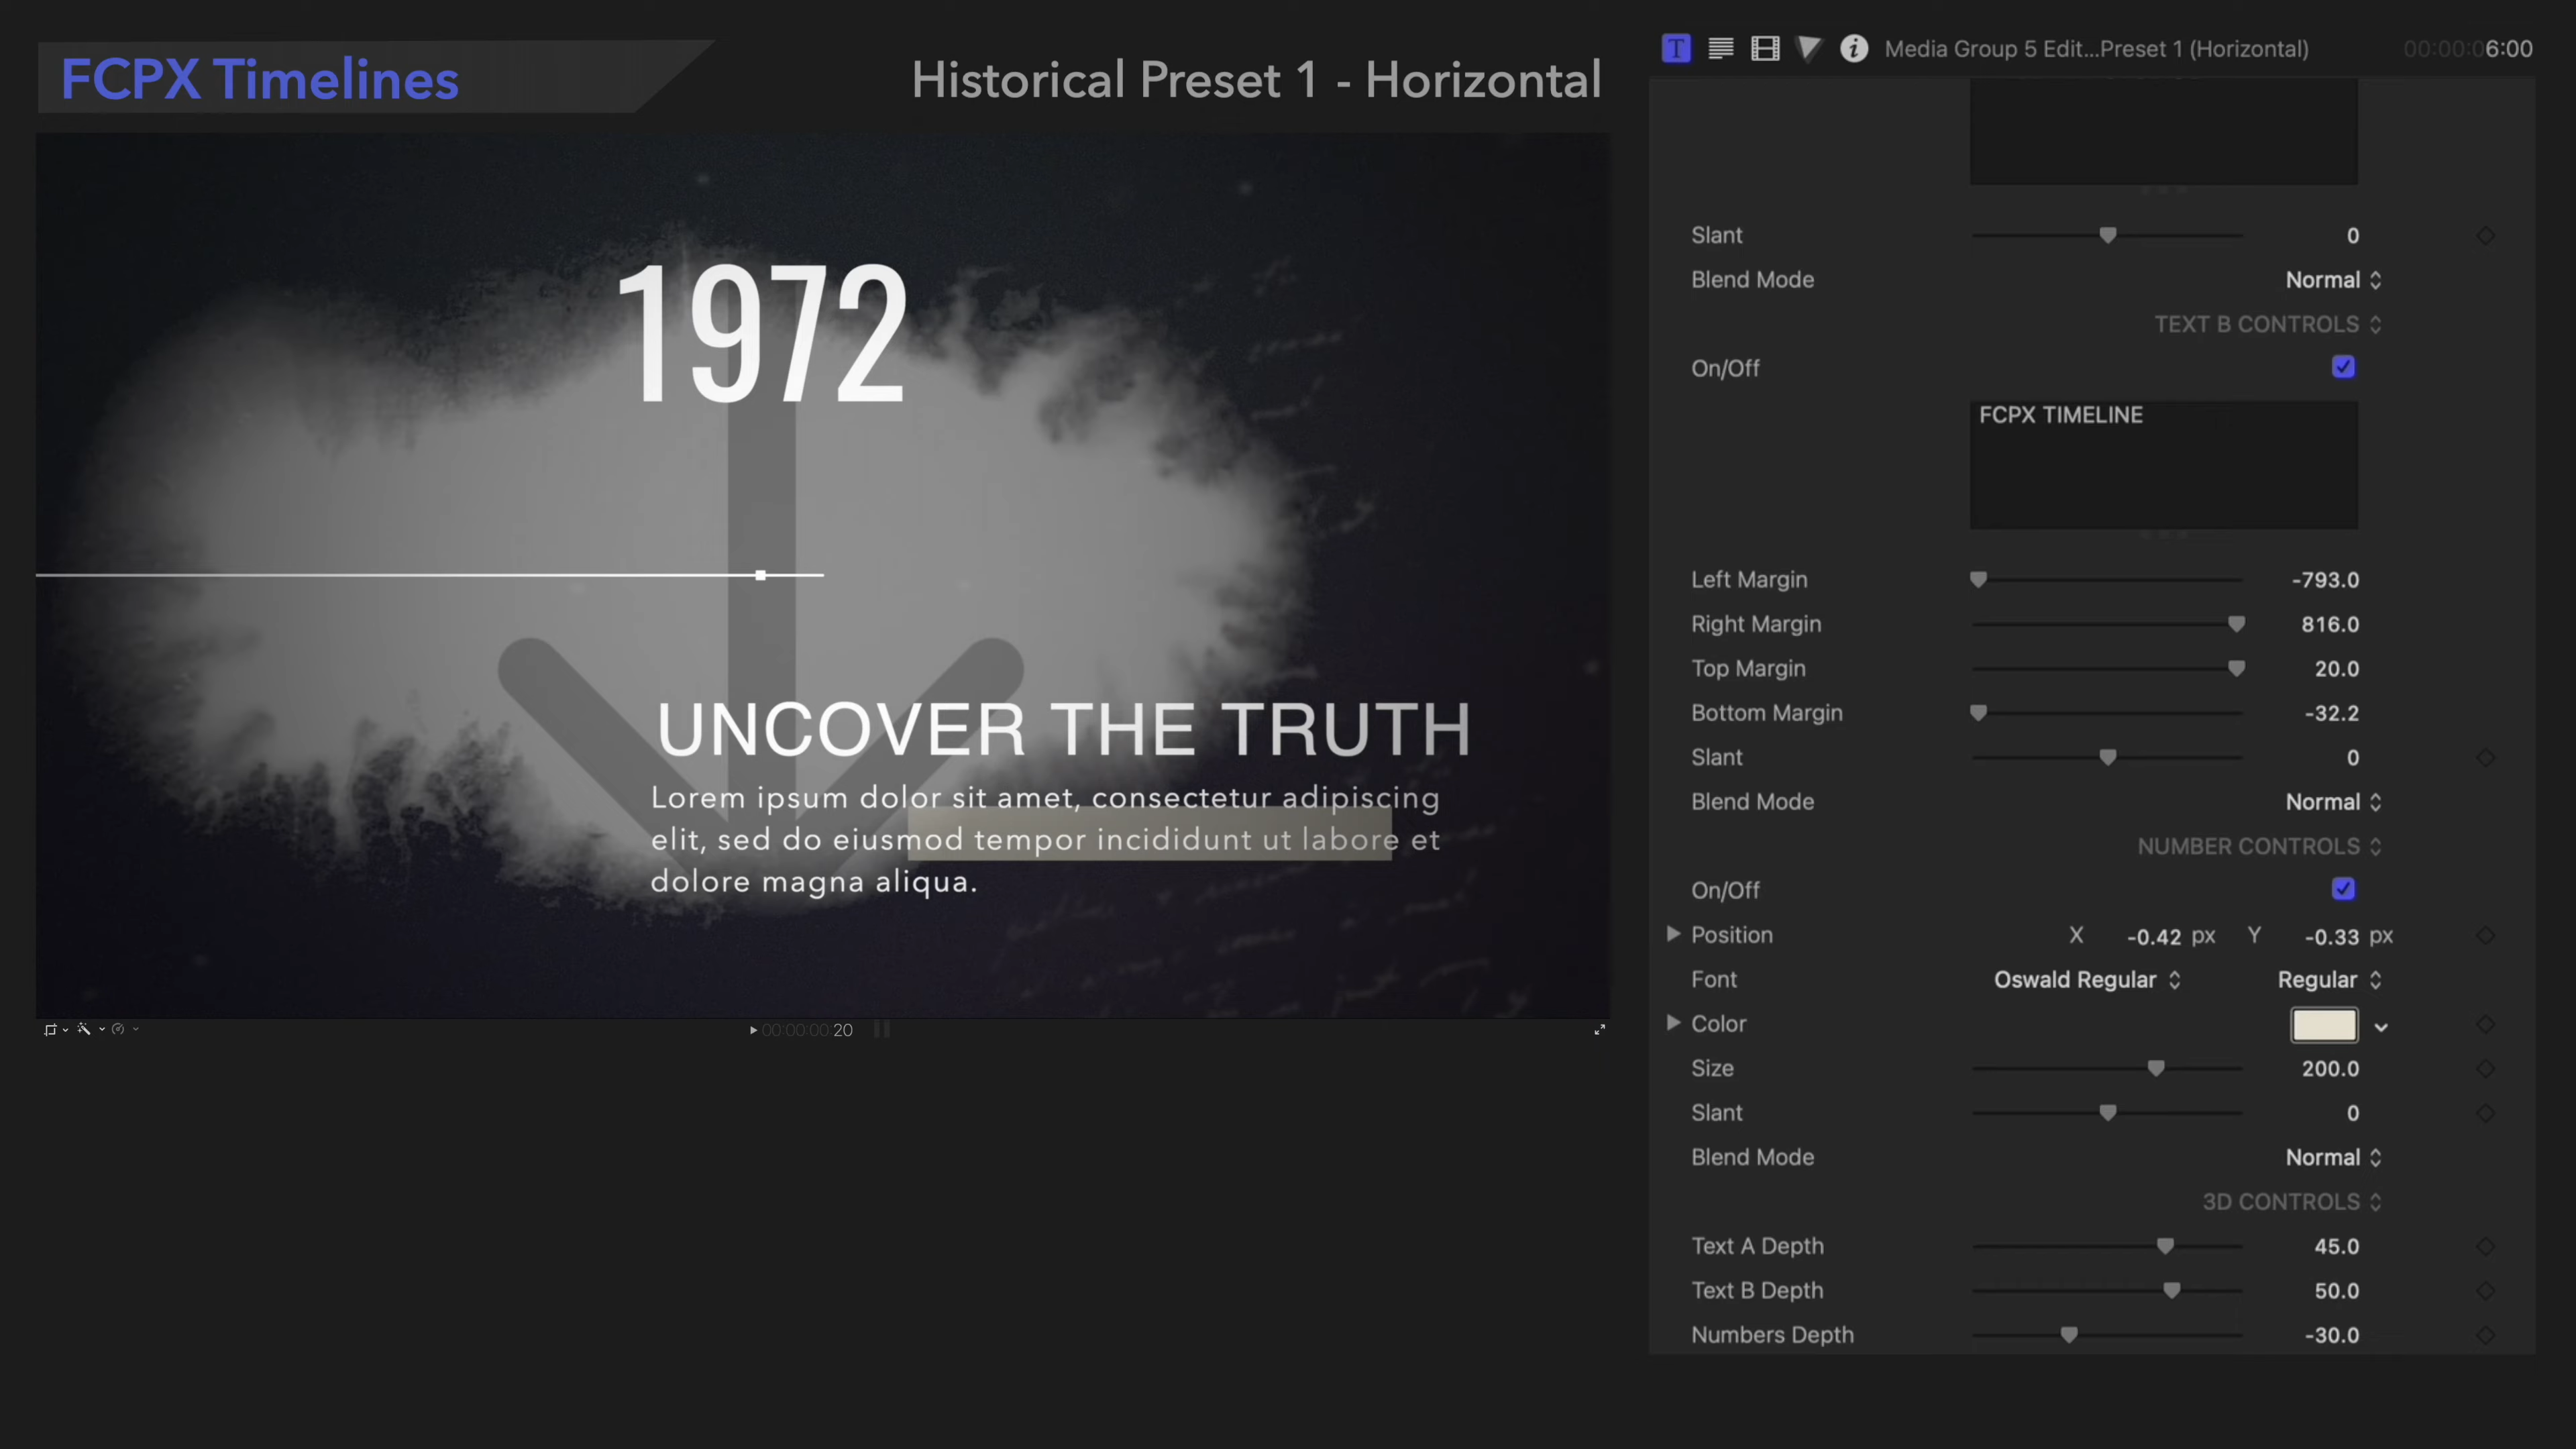 FCPX Timelines
Historical Preset 1 - Horizontal
1972
UNCOVER THE TRUTH
Lorem ipsum dolor sit amet, consectetur adipiscing
elit, sed do eiusmod tempor incididunt ut labore et
dolore magna aliqua.
00:00:00:20
T i Media Group 5 Edit...Preset 1 (Horizontal) 00:00:06:00
Slant 0
Blend Mode Normal
TEXT B CONTROLS
On/Off
FCPX TIMELINE
Left Margin -793.0
Right Margin 816.0
Top Margin 20.0
Bottom Margin -32.2
Slant 0
Blend Mode Normal
NUMBER CONTROLS
On/Off
Position X -0.42 px Y -0.33 px
Font Oswald Regular Regular
Color
Size 200.0
Slant 0
Blend Mode Normal
3D CONTROLS
Text A Depth 45.0
Text B Depth 50.0
Numbers Depth -30.0